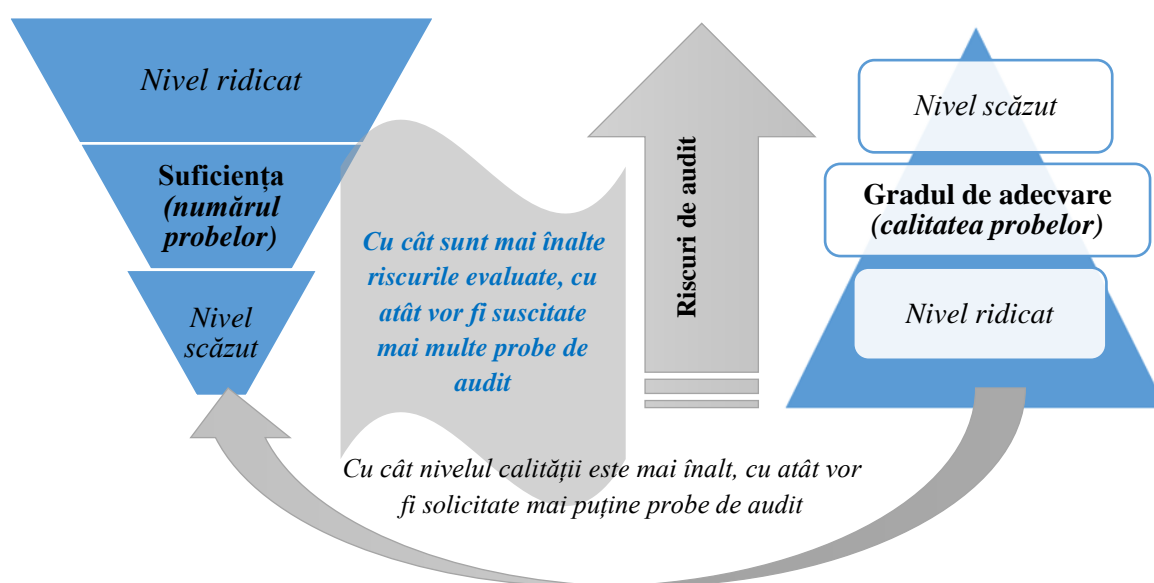 Nivel ridicat
Suficiența
(numărul
probelor)
Nivel
scăzut
Cu cât sunt mai înalte
riscurile evaluate, cu
atât vor fi suscitate
mai multe probe de
audit
Riscuri de audit
Nivel scăzut
Gradul de adecvare
(calitatea probelor)
Nivel ridicat
Cu cât nivelul calității este mai înalt, cu atât vor
fi solicitate mai puține probe de audit